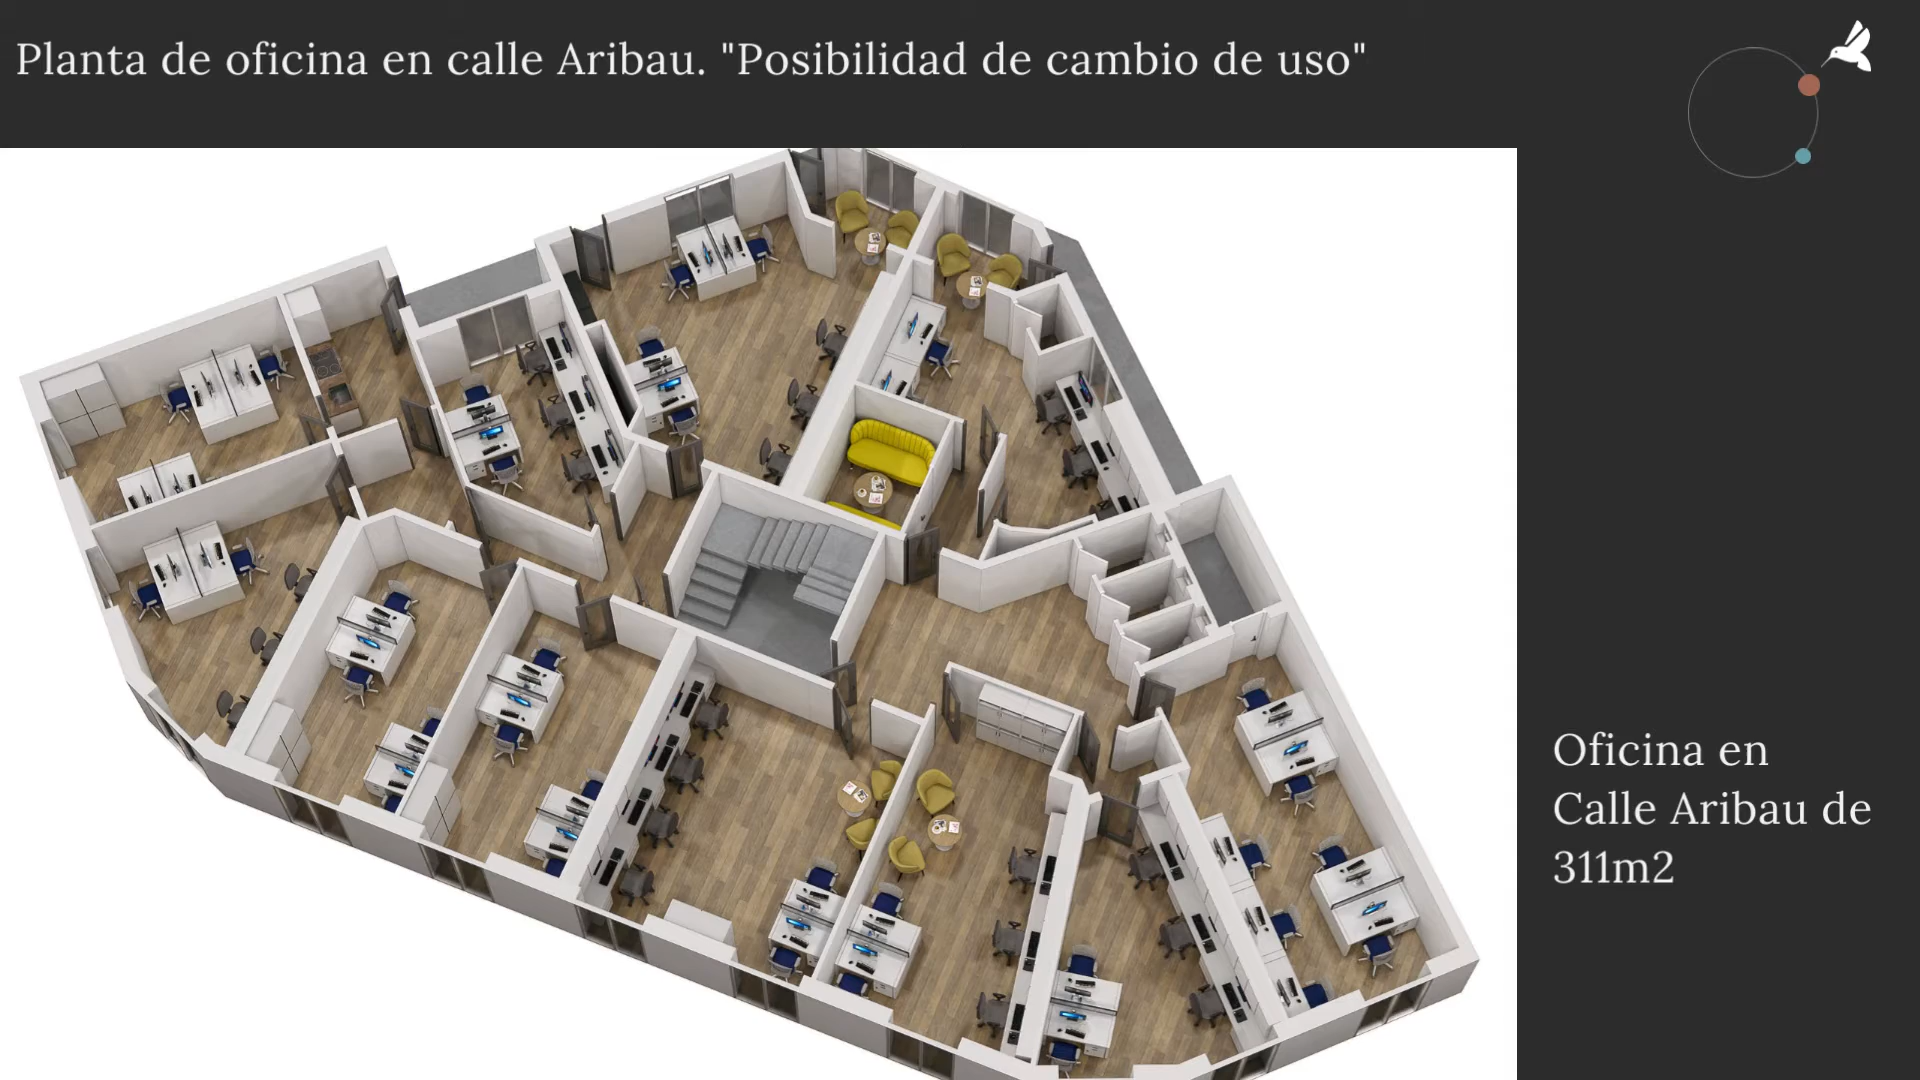 Planta de oficina en calle Aribau. "Posibilidad de cambio de uso"
Oficina en
Calle Aribau de
311m2